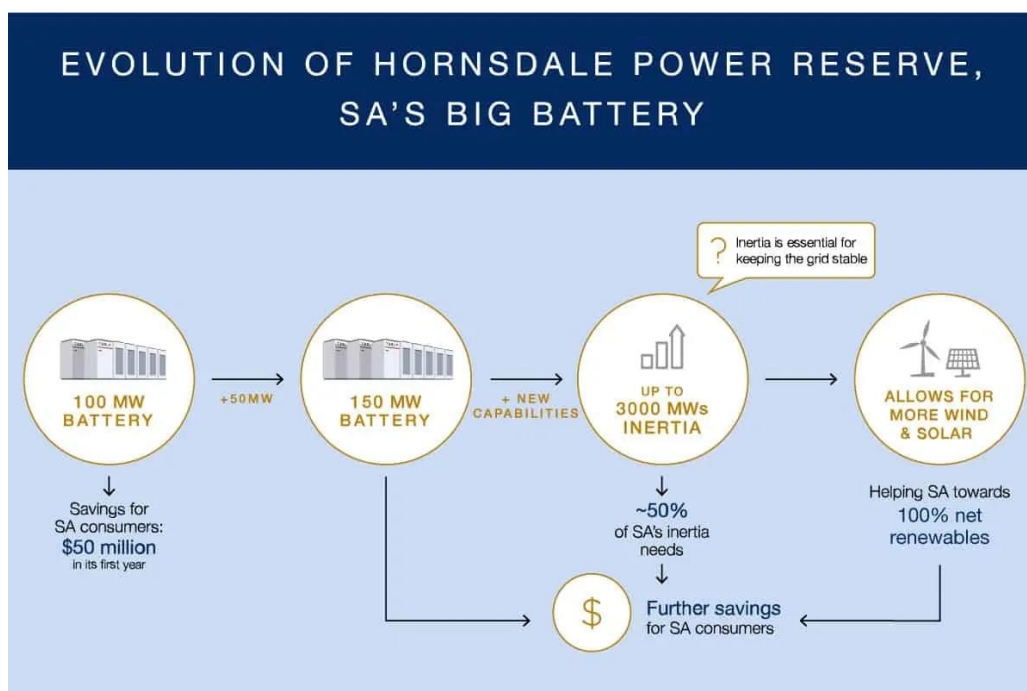 EVOLUTION OF HORNSDALE POWER RESERVE,
SA'S BIG BATTERY
? Inertia is essential for
keeping the grid stable
100 MW
BATTERY
+50MW
150 MW
BATTERY
+ NEW
CAPABILITIES
UP TO
3000 MWs
INERTIA
ALLOWS FOR
MORE WIND
& SOLAR
Savings for
SA consumers:
$50 million
in its first year
~50%
of SA's inertia
needs
Helping SA towards
100% net
renewables
$
Further savings
for SA consumers